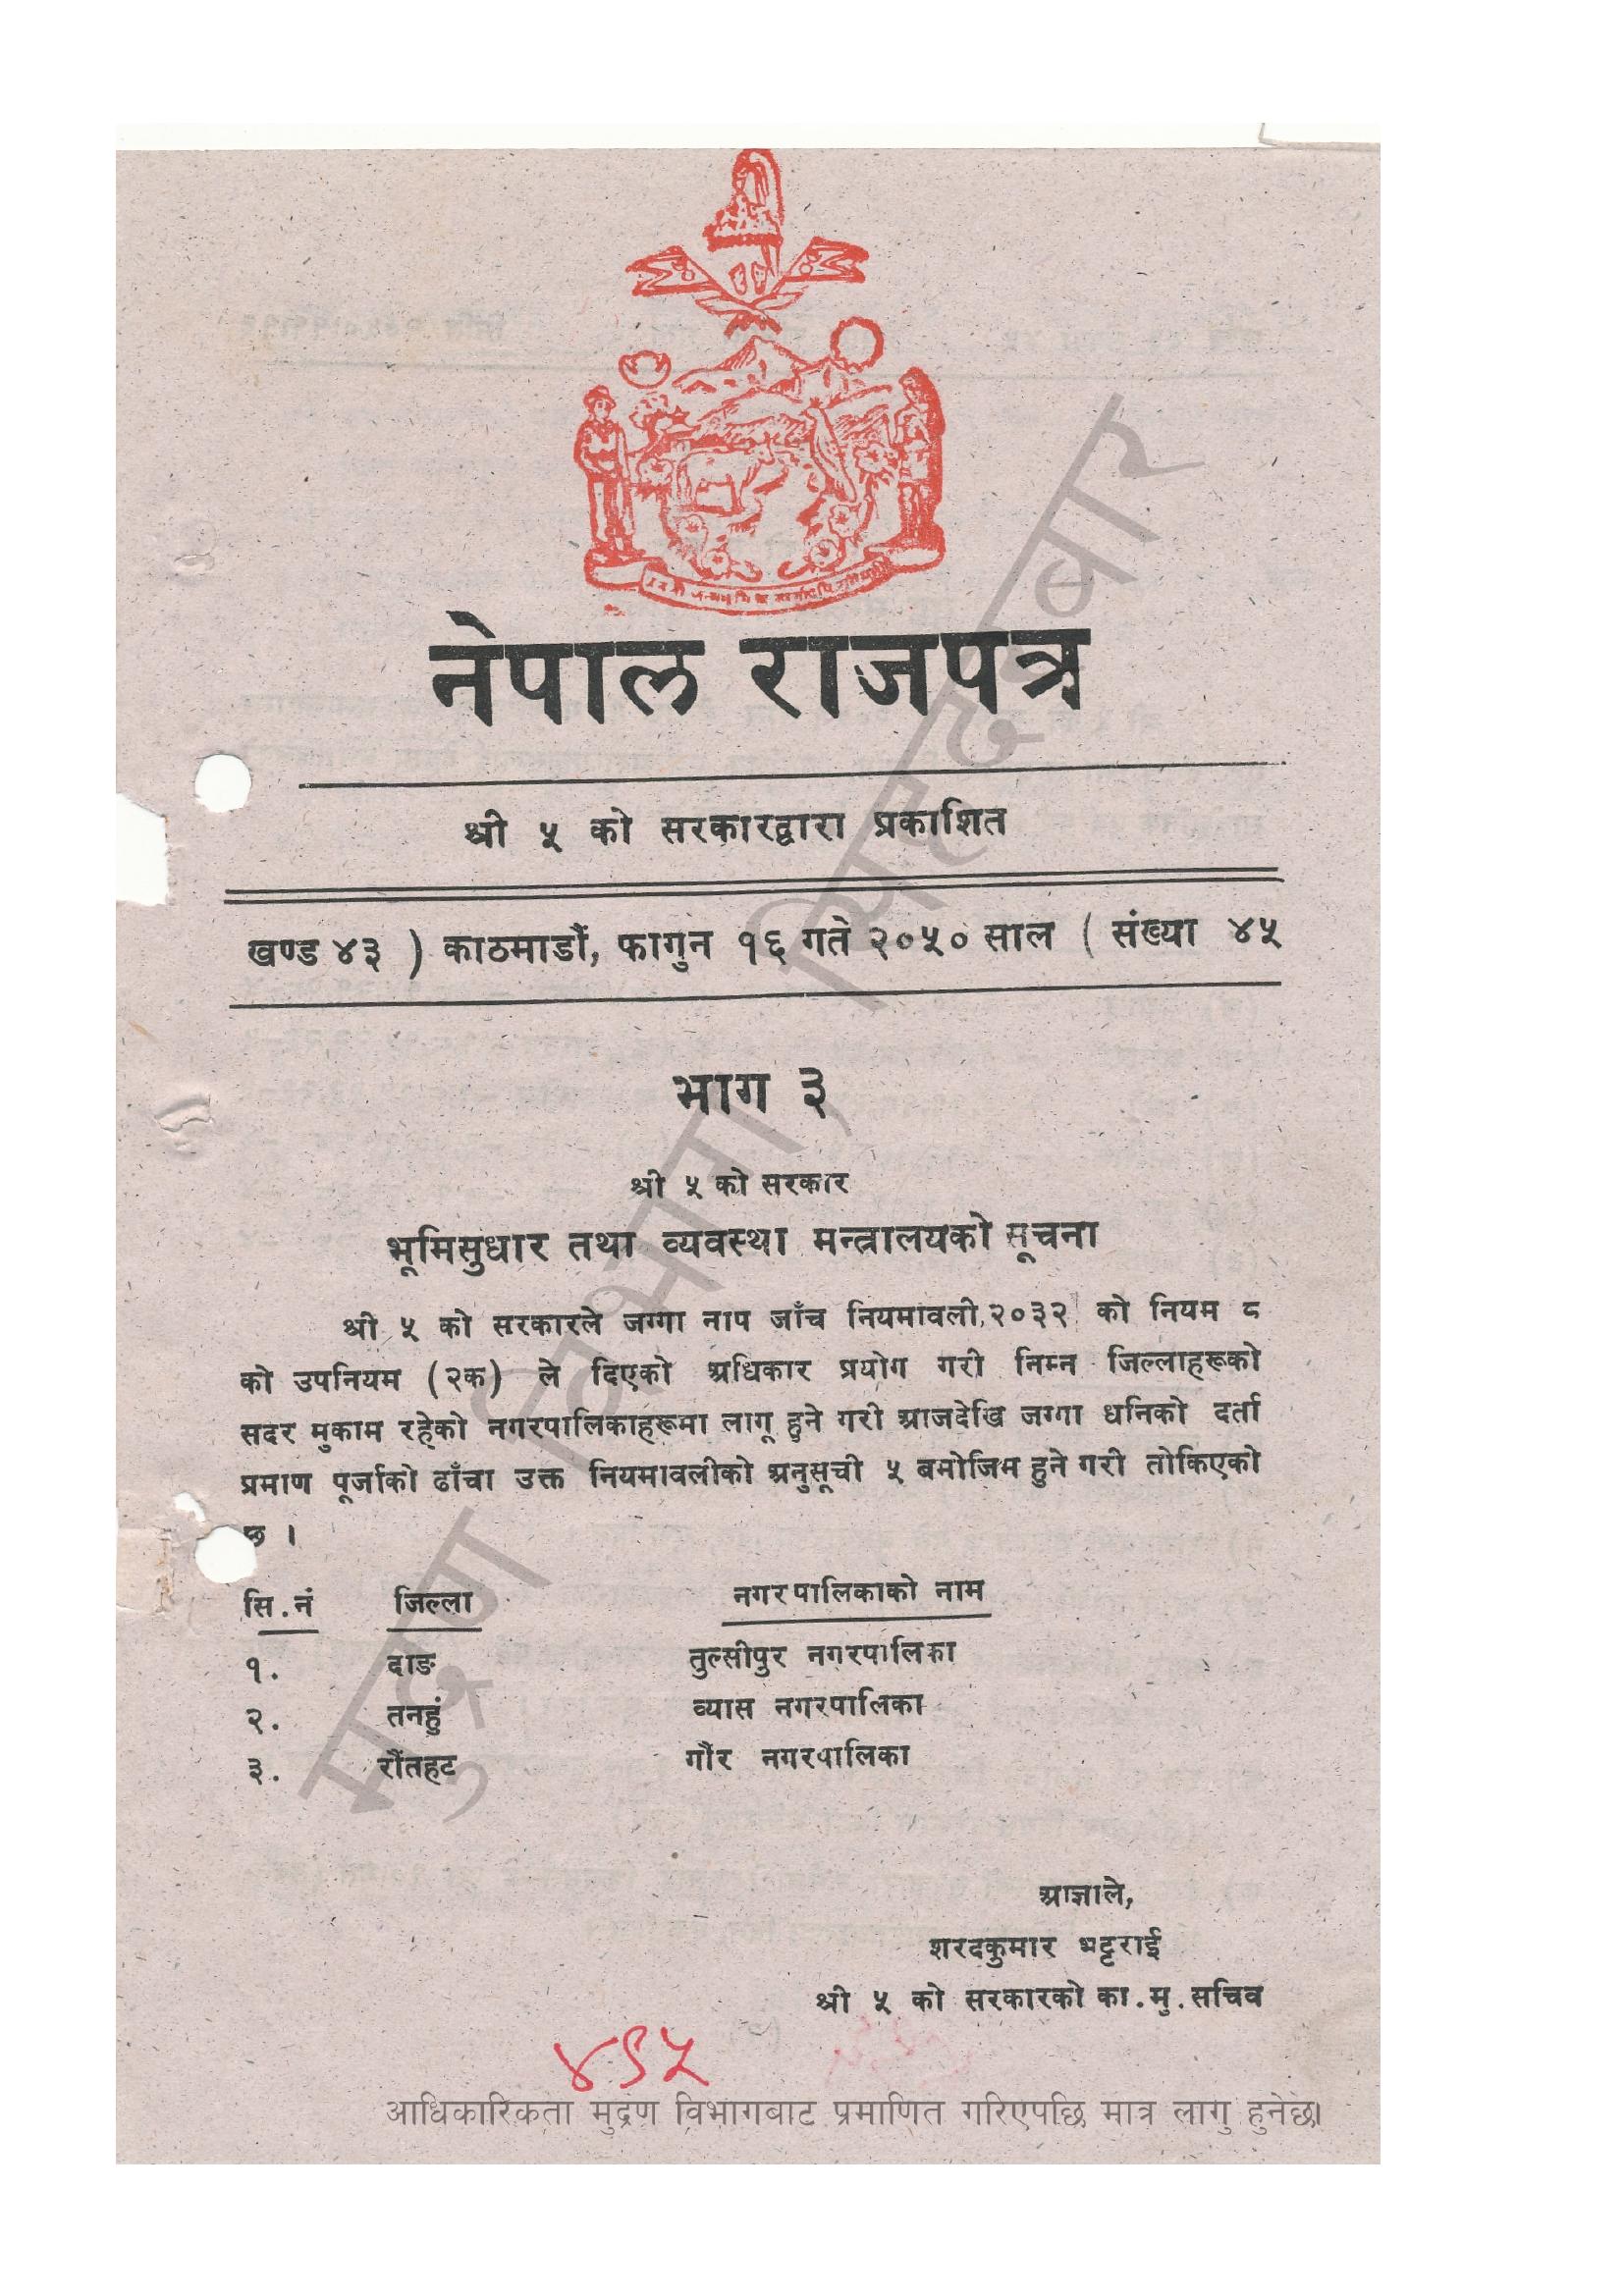 नेपाल राजपत्र
श्री ५ को सरकारद्वारा प्रकाशित
खण्ड ४३ ) काठमाडौं, फागुन १६ गते २०५० साल ( संख्या ४५
भाग ३
श्री ५ को सरकार
भूमिसुधार तथा व्यवस्था मन्त्रालयको सूचना
श्री ५ को सरकारले जग्गा नाप जाँच नियमावली,२०३२ को नियम ८
को उपनियम (२क) ले दिएको अधिकार प्रयोग गरी निम्न जिल्लाहरूको
सदर मुकाम रहेको नगरपालिकाहरूमा लागू हुने गरी आजदेखि जग्गा धनिको दर्ता
प्रमाण पूर्जाको ढाँचा उक्त नियमावलीको अनुसूची ५ बमोजिम हुने गरी तोकिएको
छ ।
सि.नं जिल्ला नगरपालिकाको नाम
१. दाङ तुल्सीपुर नगरपालिका
२. तनहुं व्यास नगरपालिका
३. रौंतहट गौर नगरपालिका
आज्ञाले,
शरदकुमार भट्टराई
श्री ५ को सरकारको का.मु.सचिव
४९५
आधिकारिकता मुद्रण विभागबाट प्रमाणित गरिएपछि मात्र लागु हुनेछ।
मुद्रण विभाग, सिंहदरबार